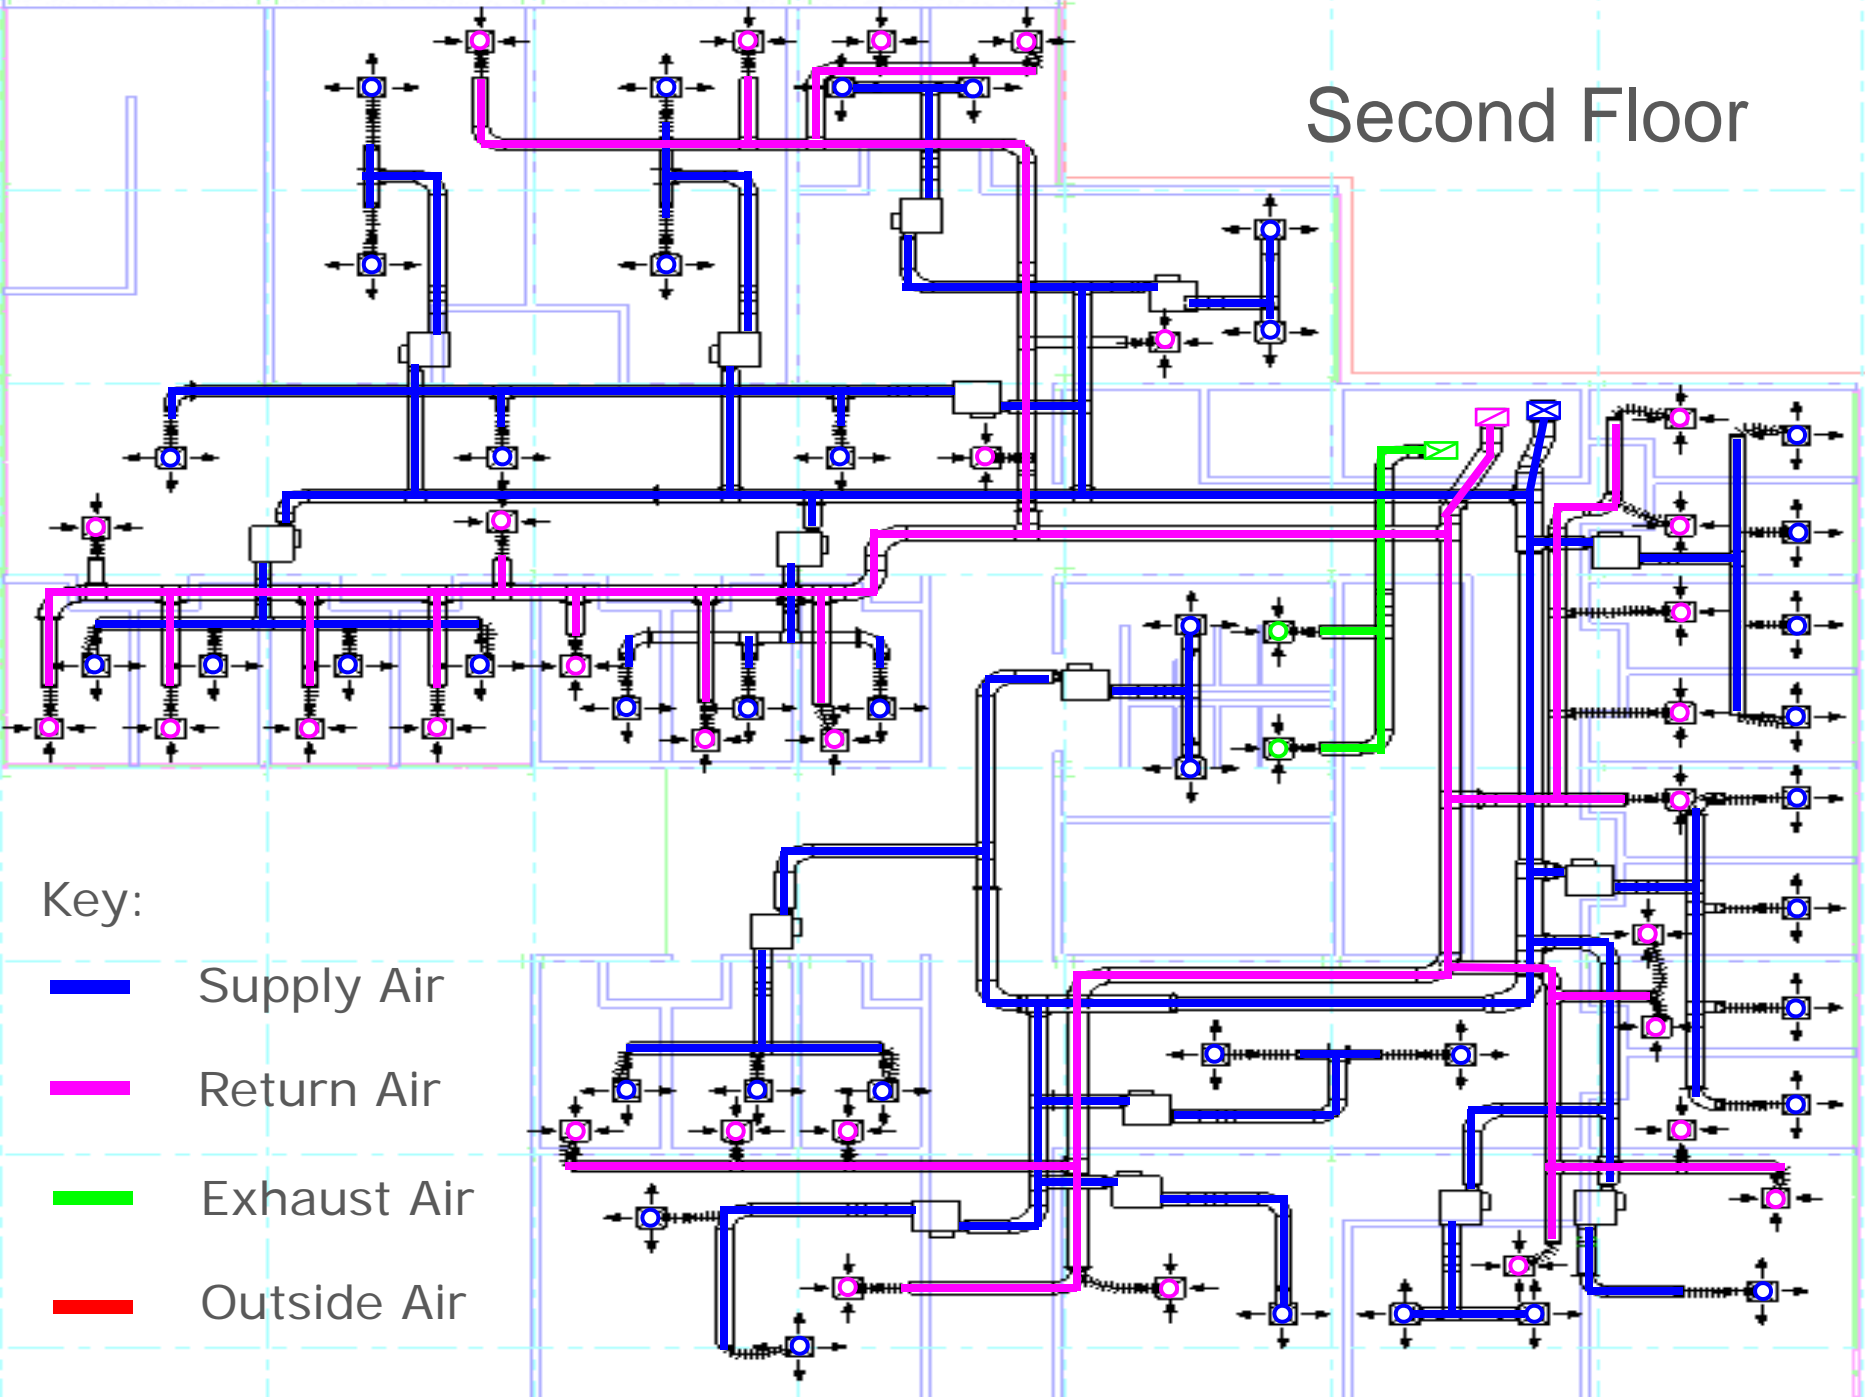 Second Floor
Key:
Supply Air
Return Air
Exhaust Air
Outside Air